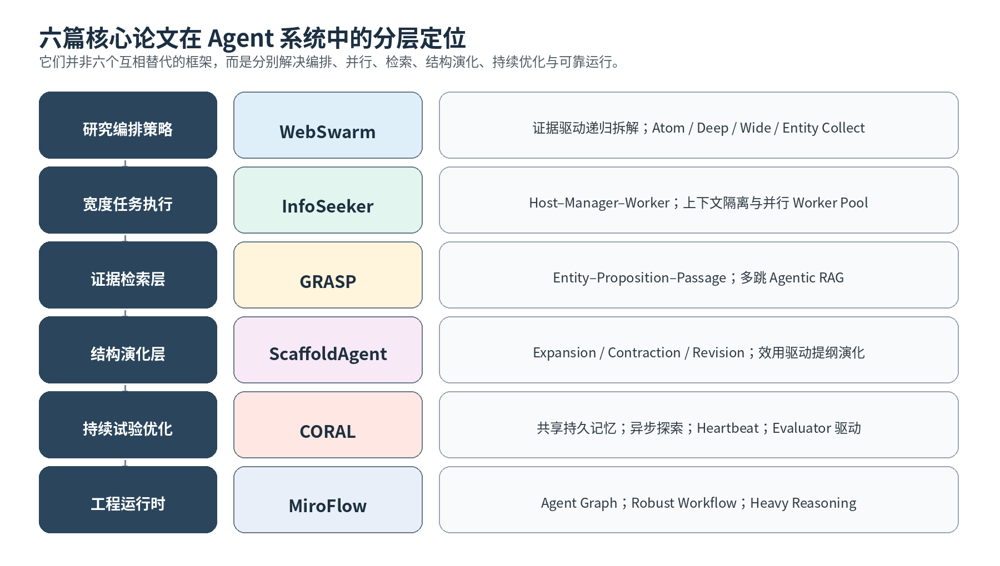 六篇核心论文在 Agent 系统中的分层定位
它们并非六个互相替代的框架，而是分别解决编排、并行、检索、结构演化、持续优化与可靠运行。
研究编排策略
WebSwarm
证据驱动递归拆解；Atom / Deep / Wide / Entity Collect
宽度任务执行
InfoSeeker
Host–Manager–Worker；上下文隔离与并行 Worker Pool
证据检索层
GRASP
Entity–Proposition–Passage；多跳 Agentic RAG
结构演化层
ScaffoldAgent
Expansion / Contraction / Revision；效用驱动提纲演化
持续试验优化
CORAL
共享持久记忆；异步探索；Heartbeat；Evaluator 驱动
工程运行时
MiroFlow
Agent Graph；Robust Workflow；Heavy Reasoning